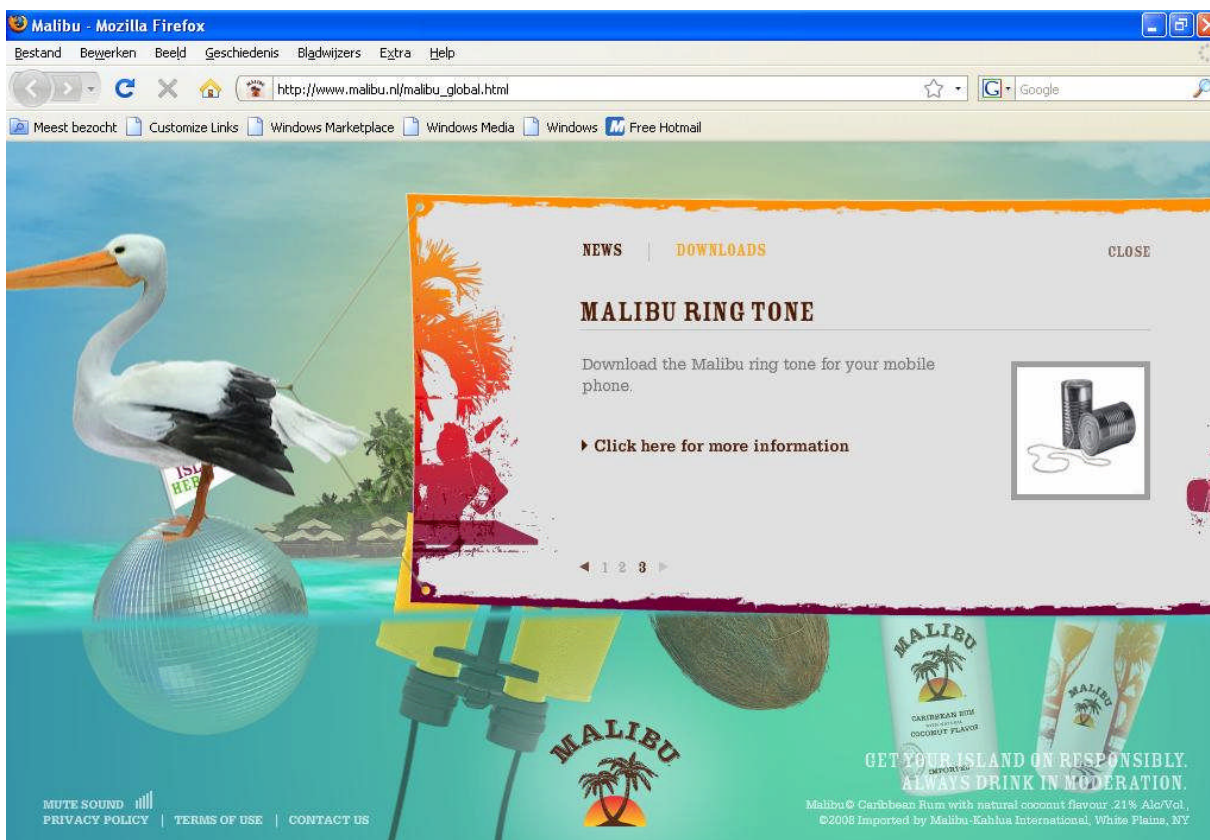 Malibu - Mozilla Firefox
Bestand Bewerken Beeld Geschiedenis Bladwijzers Extra Help
http://www.malibu.nl/malibu_global.html
G Google
Meest bezocht Customize Links Windows Marketplace Windows Media Windows Free Hotmail
NEWS | DOWNLOADS CLOSE
MALIBU RING TONE
Download the Malibu ring tone for your mobile
phone.
Click here for more information
1 2 3
MALIBU
CARIBBEAN RUM
WITH NATURAL
COCONUT FLAVOR
IMPORTED
MALIBU
MALIBU
GET YOUR ISLAND ON RESPONSIBLY.
ALWAYS DRINK IN MODERATION.
Malibu© Caribbean Rum with natural coconut flavour .21% Alc/Vol.,
©2008 Imported by Malibu-Kahlua International, White Plains, NY
MUTE SOUND
PRIVACY POLICY | TERMS OF USE | CONTACT US